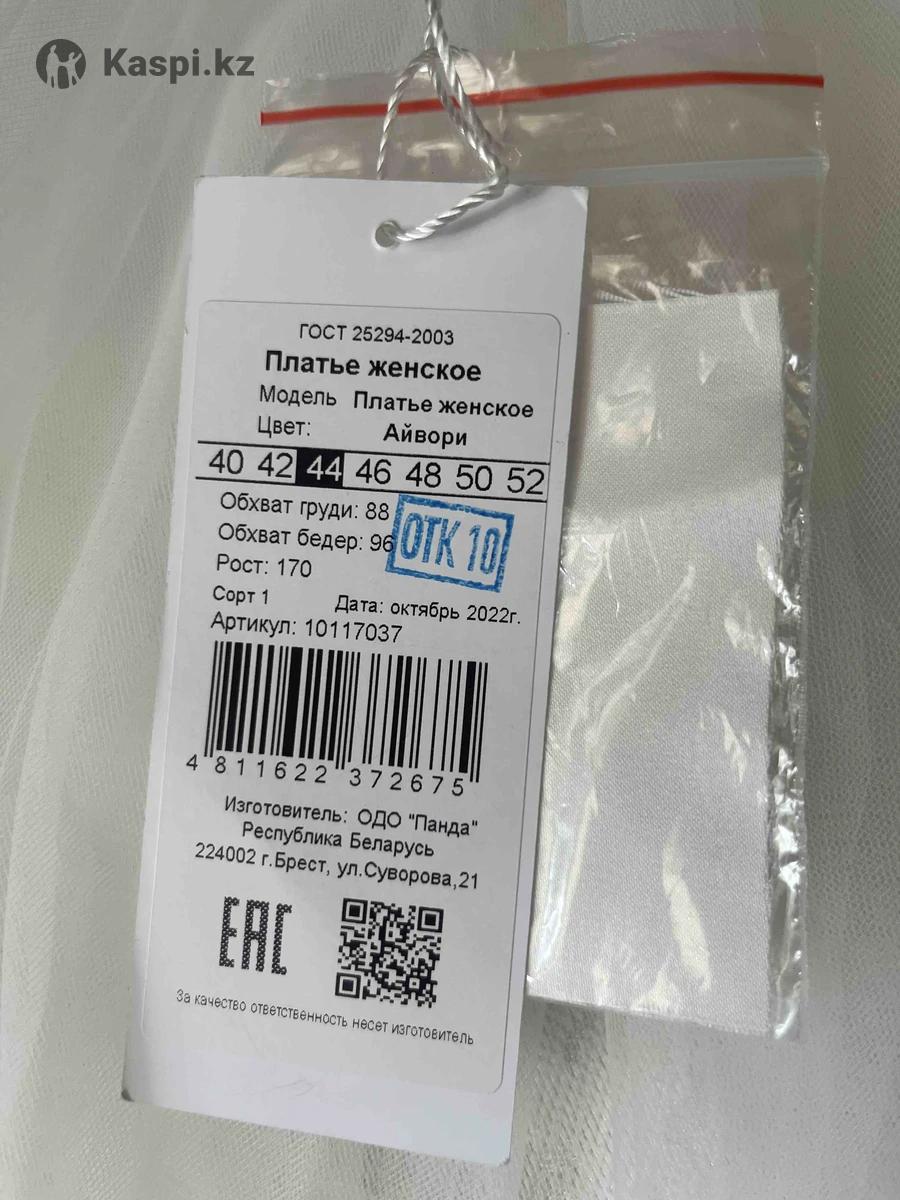 Kaspi.kz
ГОСТ 25294-2003
Платье женское
Модель Платье женское
Цвет: Айвори
40 42 44 46 48 50 52
Обхват груди: 88
Обхват бедер: 96
ОТК 10
Рост: 170
Сорт 1 Дата: октябрь 2022г.
Артикул: 10117037
4 811622 372675
Изготовитель: ОДО "Панда"
Республика Беларусь
224002 г.Брест, ул.Суворова,21
ЕАС
За качество ответственность несет изготовитель